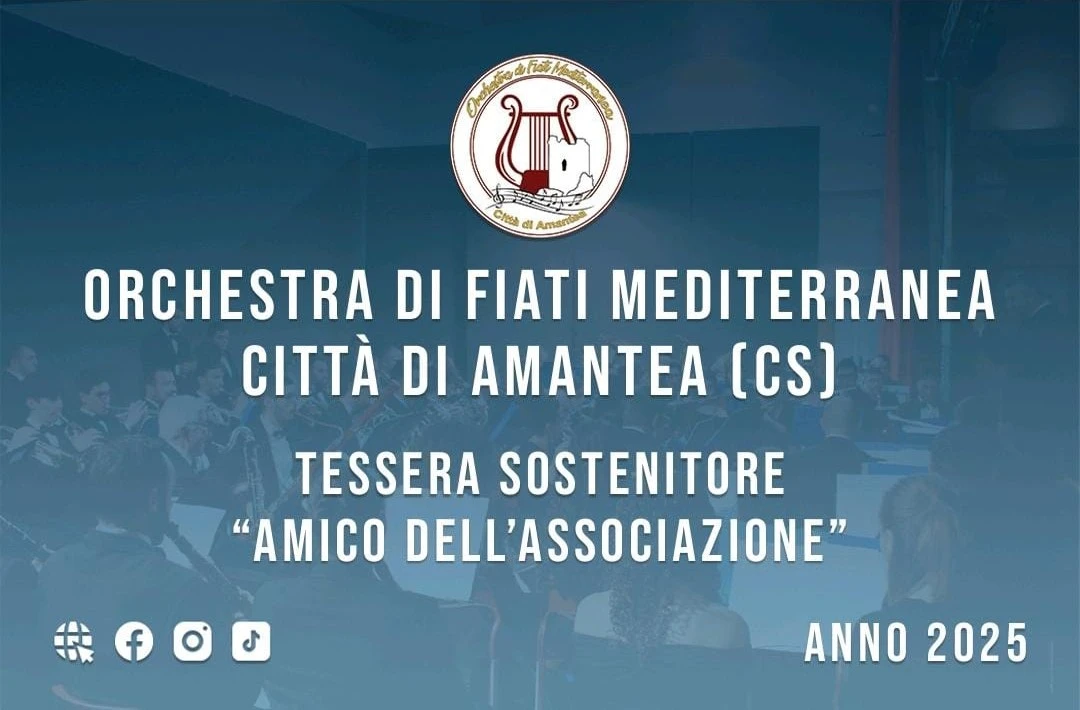 Orchestra di Fiati Mediterranea
Città di Amantea
ORCHESTRA DI FIATI MEDITERRANEA
CITTÀ DI AMANTEA (CS)
TESSERA SOSTENITORE
“AMICO DELL’ASSOCIAZIONE”
ANNO 2025